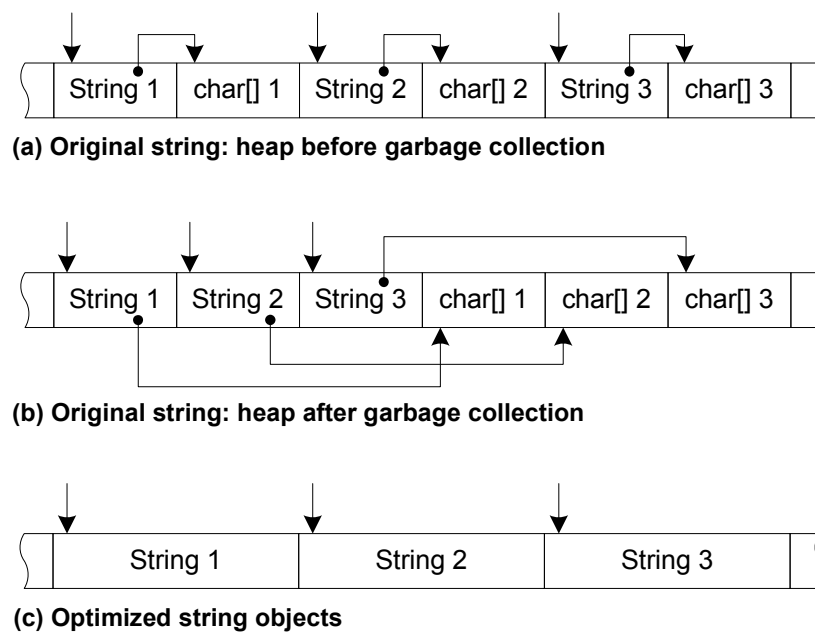 String 1 char[] 1 String 2 char[] 2 String 3 char[] 3
(a) Original string: heap before garbage collection
String 1 String 2 String 3 char[] 1 char[] 2 char[] 3
(b) Original string: heap after garbage collection
String 1 String 2 String 3
(c) Optimized string objects